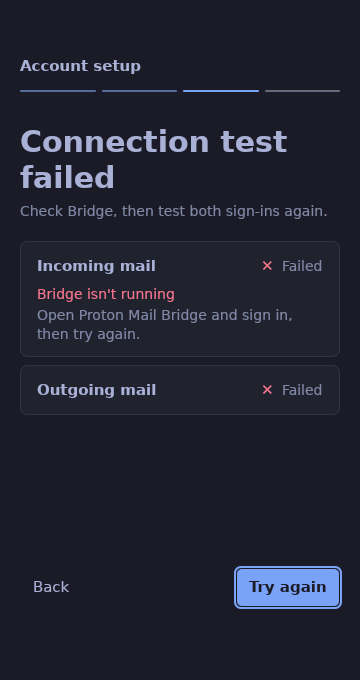 Account setup
Connection test
failed
Check Bridge, then test both sign-ins again.
Incoming mail
✕ Failed
Bridge isn't running
Open Proton Mail Bridge and sign in,
then try again.
Outgoing mail
✕ Failed
Back
Try again